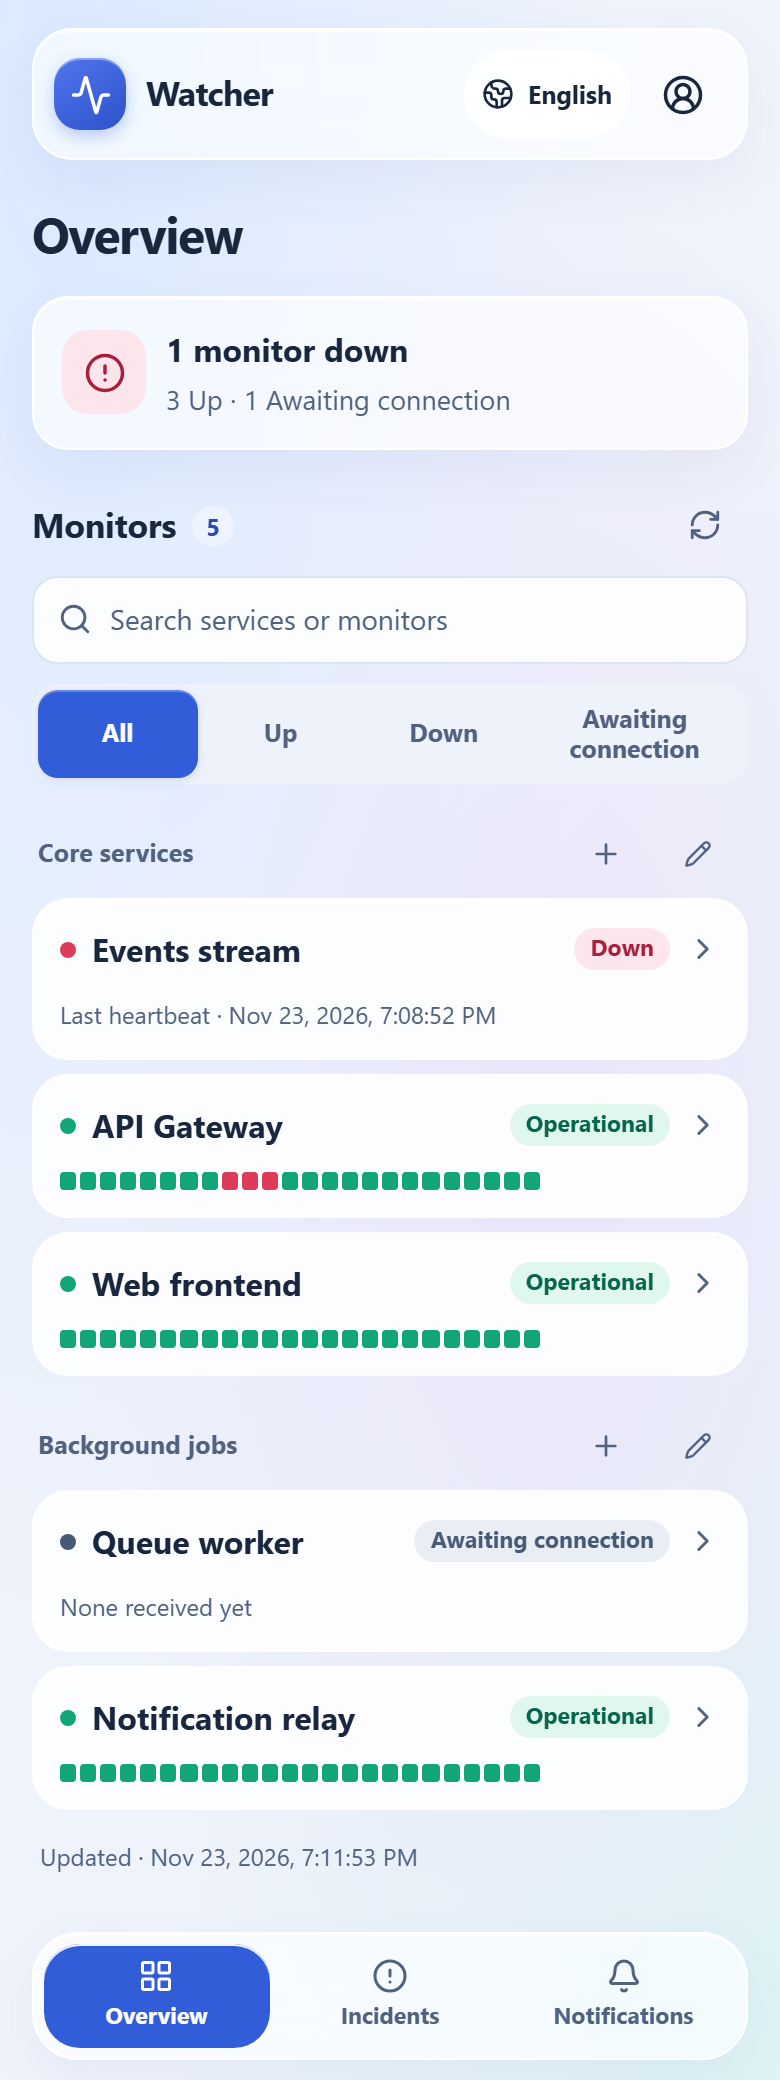 Watcher
English
Overview
1 monitor down
3 Up · 1 Awaiting connection
Monitors 5
Search services or monitors
All
Up
Down
Awaiting
connection
Core services
Events stream
Down
Last heartbeat · Nov 23, 2026, 7:08:52 PM
API Gateway
Operational
Web frontend
Operational
Background jobs
Queue worker
Awaiting connection
None received yet
Notification relay
Operational
Updated · Nov 23, 2026, 7:11:53 PM
Overview
Incidents
Notifications